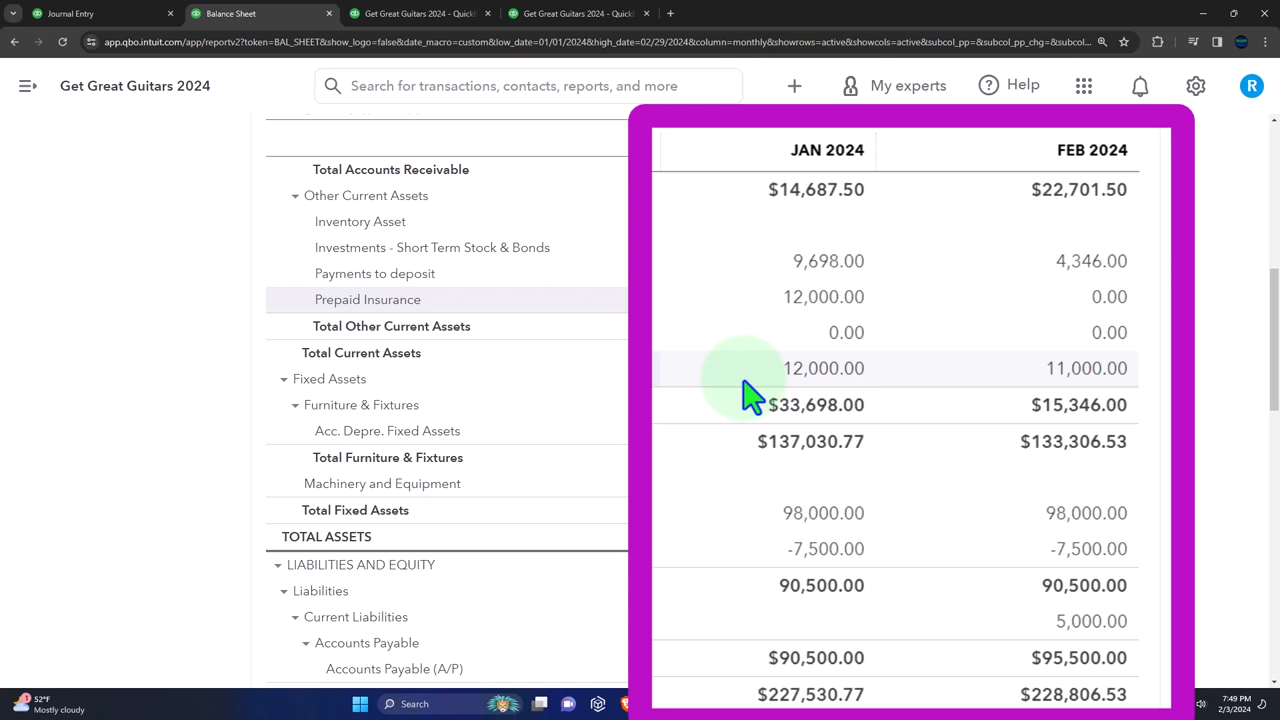 Journal Entry
Balance Sheet
Get Great Guitars 2024 - QuickB
Get Great Guitars 2024 - QuickB
app.qbo.intuit.com/app/reportv2?token=BAL_SHEET&show_logo=false&date_macro=custom&low_date=01/01/2024&high_date=02/29/2024&showrows=active&showcols=active&subcol_pp=&subcol_pp_chg=&subcol...
Get Great Guitars 2024
Search for transactions, contacts, reports, and more
My experts
Help
R
JAN 2024 FEB 2024
Total Accounts Receivable $14,687.50 $22,701.50
Other Current Assets
Inventory Asset 9,698.00 4,346.00
Investments - Short Term Stock & Bonds 12,000.00 0.00
Payments to deposit 0.00 0.00
Prepaid Insurance 12,000.00 11,000.00
Total Other Current Assets $33,698.00 $15,346.00
Total Current Assets $137,030.77 $133,306.53
Fixed Assets
Furniture & Fixtures 98,000.00 98,000.00
Acc. Depre. Fixed Assets -7,500.00 -7,500.00
Total Furniture & Fixtures 90,500.00 90,500.00
Machinery and Equipment 5,000.00
Total Fixed Assets $90,500.00 $95,500.00
TOTAL ASSETS $227,530.77 $228,806.53
LIABILITIES AND EQUITY
Liabilities
Current Liabilities
Accounts Payable
Accounts Payable (A/P)
52°F
Mostly cloudy
Search
7:49 PM
2/3/2024